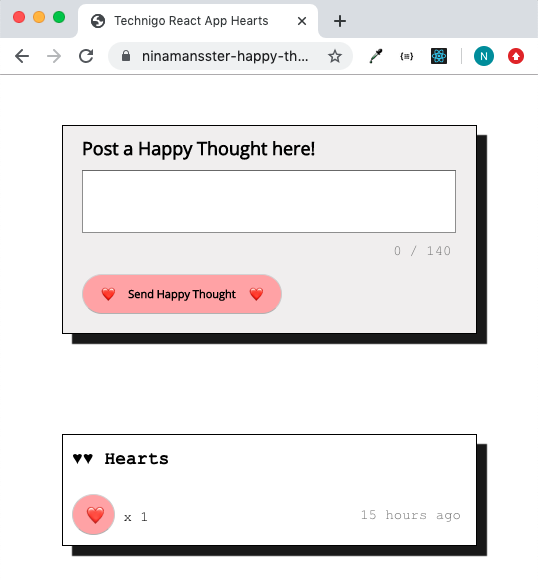 Technigo React App Hearts
ninamansster-happy-th...
{≡}
N
Post a Happy Thought here!
0 / 140
❤️ Send Happy Thought ❤️
♥♥ Hearts
❤️ x 1
15 hours ago